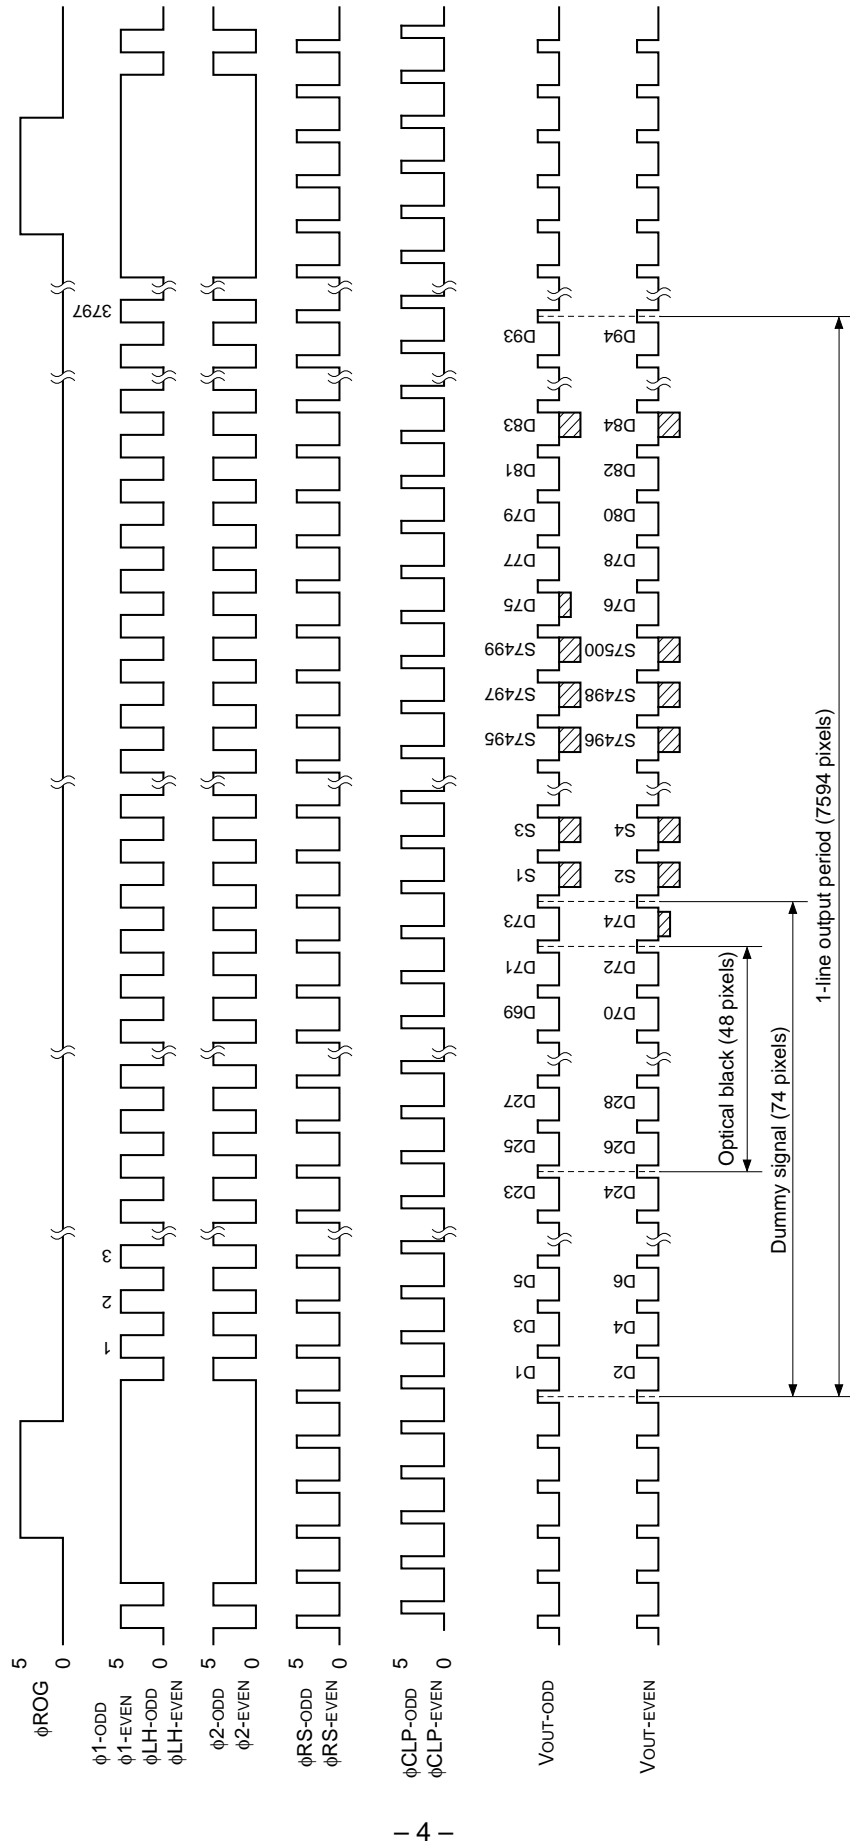 φROG
5
0
φ1-ODD
φ1-EVEN
φLH-ODD
φLH-EVEN
5
0
1
2
3
3797
φ2-ODD
φ2-EVEN
5
0
φRS-ODD
φRS-EVEN
5
0
φCLP-ODD
φCLP-EVEN
5
0
VOUT-ODD
D1
D3
D5
D23
D25
D27
D69
D71
D73
S1
S3
S7495
S7497
S7499
D75
D77
D79
D81
D83
D93
VOUT-EVEN
D2
D4
D6
D24
D26
D28
D70
D72
D74
S2
S4
S7496
S7498
S7500
D76
D78
D80
D82
D84
D94
Optical black (48 pixels)
Dummy signal (74 pixels)
1-line output period (7594 pixels)
– 4 –